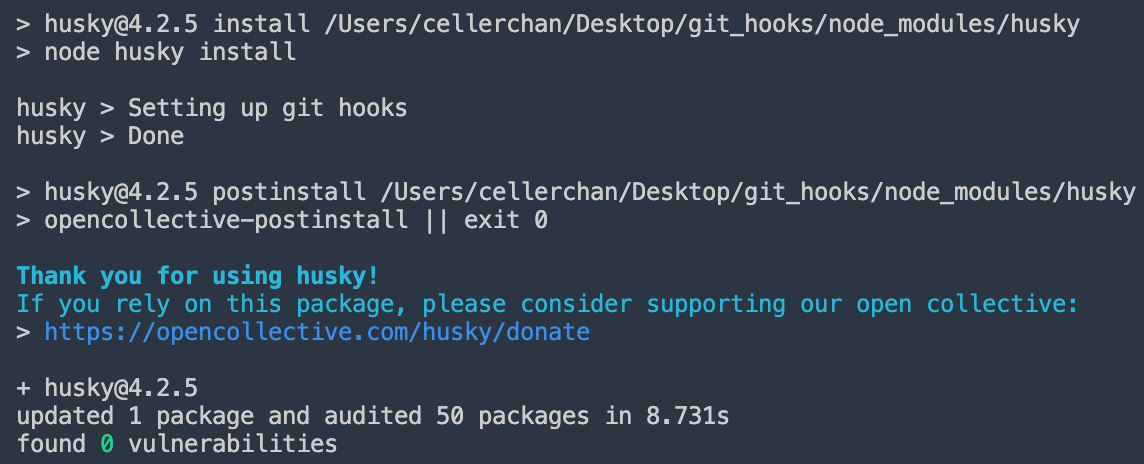 > husky@4.2.5 install /Users/cellerchan/Desktop/git_hooks/node_modules/husky
> node husky install
husky > Setting up git hooks
husky > Done
> husky@4.2.5 postinstall /Users/cellerchan/Desktop/git_hooks/node_modules/husky
> opencollective-postinstall || exit 0
Thank you for using husky!
If you rely on this package, please consider supporting our open collective:
> https://opencollective.com/husky/donate
+ husky@4.2.5
updated 1 package and audited 50 packages in 8.731s
found 0 vulnerabilities